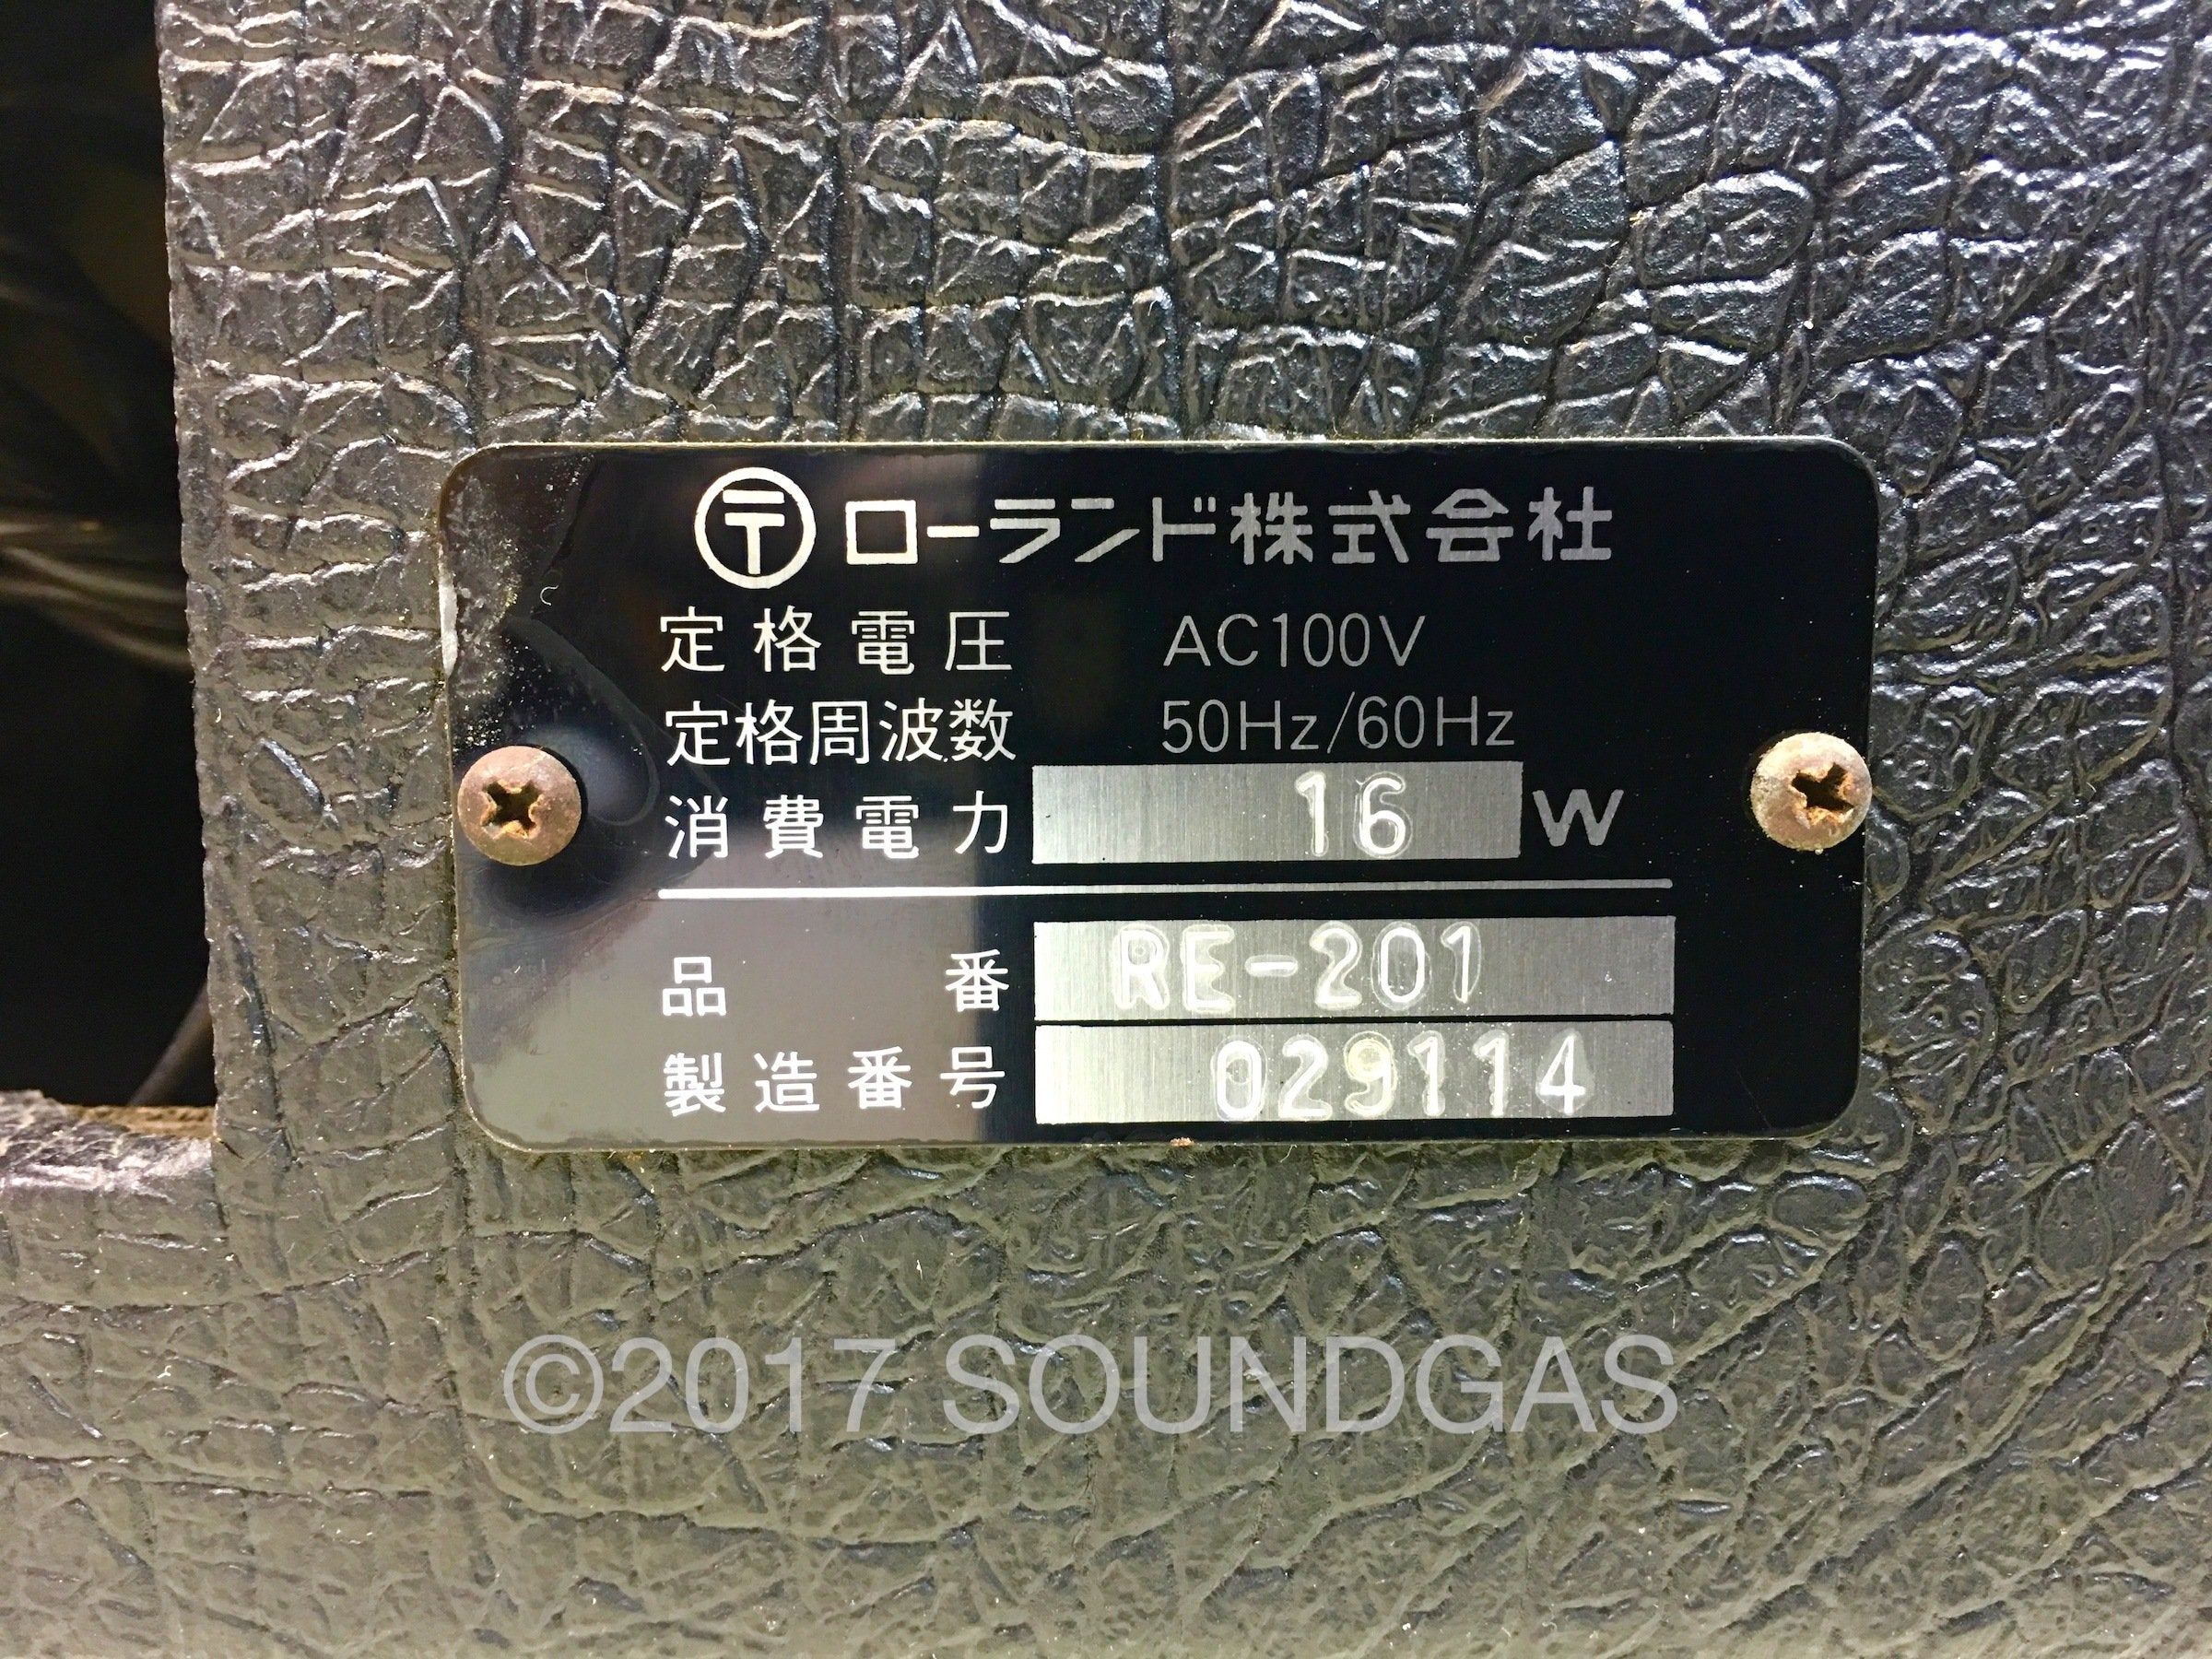 〒 ローランド株式会社
定格電圧 AC100V
定格周波数 50Hz/60Hz
消費電力 16 W
品番 RE-201
製造番号 029114
©2017 SOUNDGAS